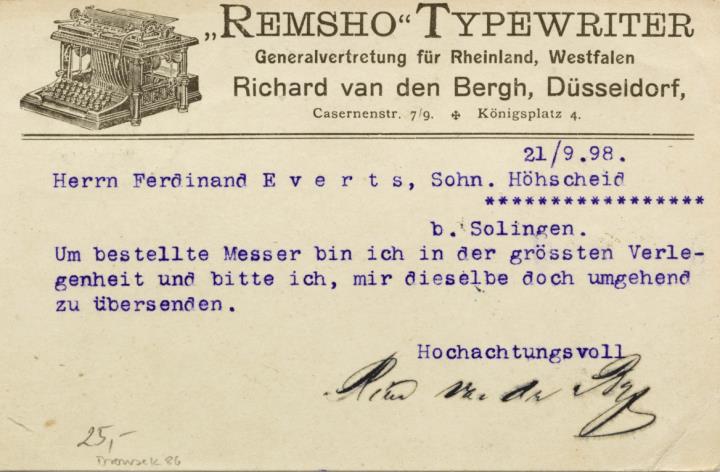 „REMSHO“ TYPEWRITER
Generalvertretung für Rheinland, Westfalen
Richard van den Bergh, Düsseldorf,
Casernenstr. 7/9. ✠ Königsplatz 4.
21/9.98.
Herrn Ferdinand E v e r t s, Sohn. Höhscheid
*****************
b. Solingen.
Um bestellte Messer bin ich in der grössten Verle-
genheit und bitte ich, mir dieselbe doch umgehend
zu übersenden.
Hochachtungsvoll
25,-